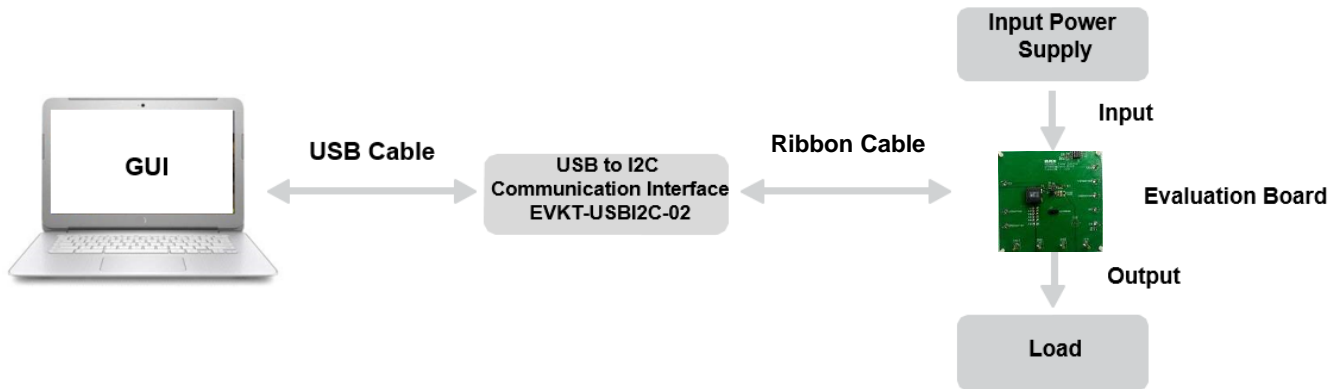 Input Power
Supply
Input
GUI
USB Cable
USB to I2C
Communication Interface
EVKT-USBI2C-02
Ribbon Cable
Evaluation Board
Output
Load